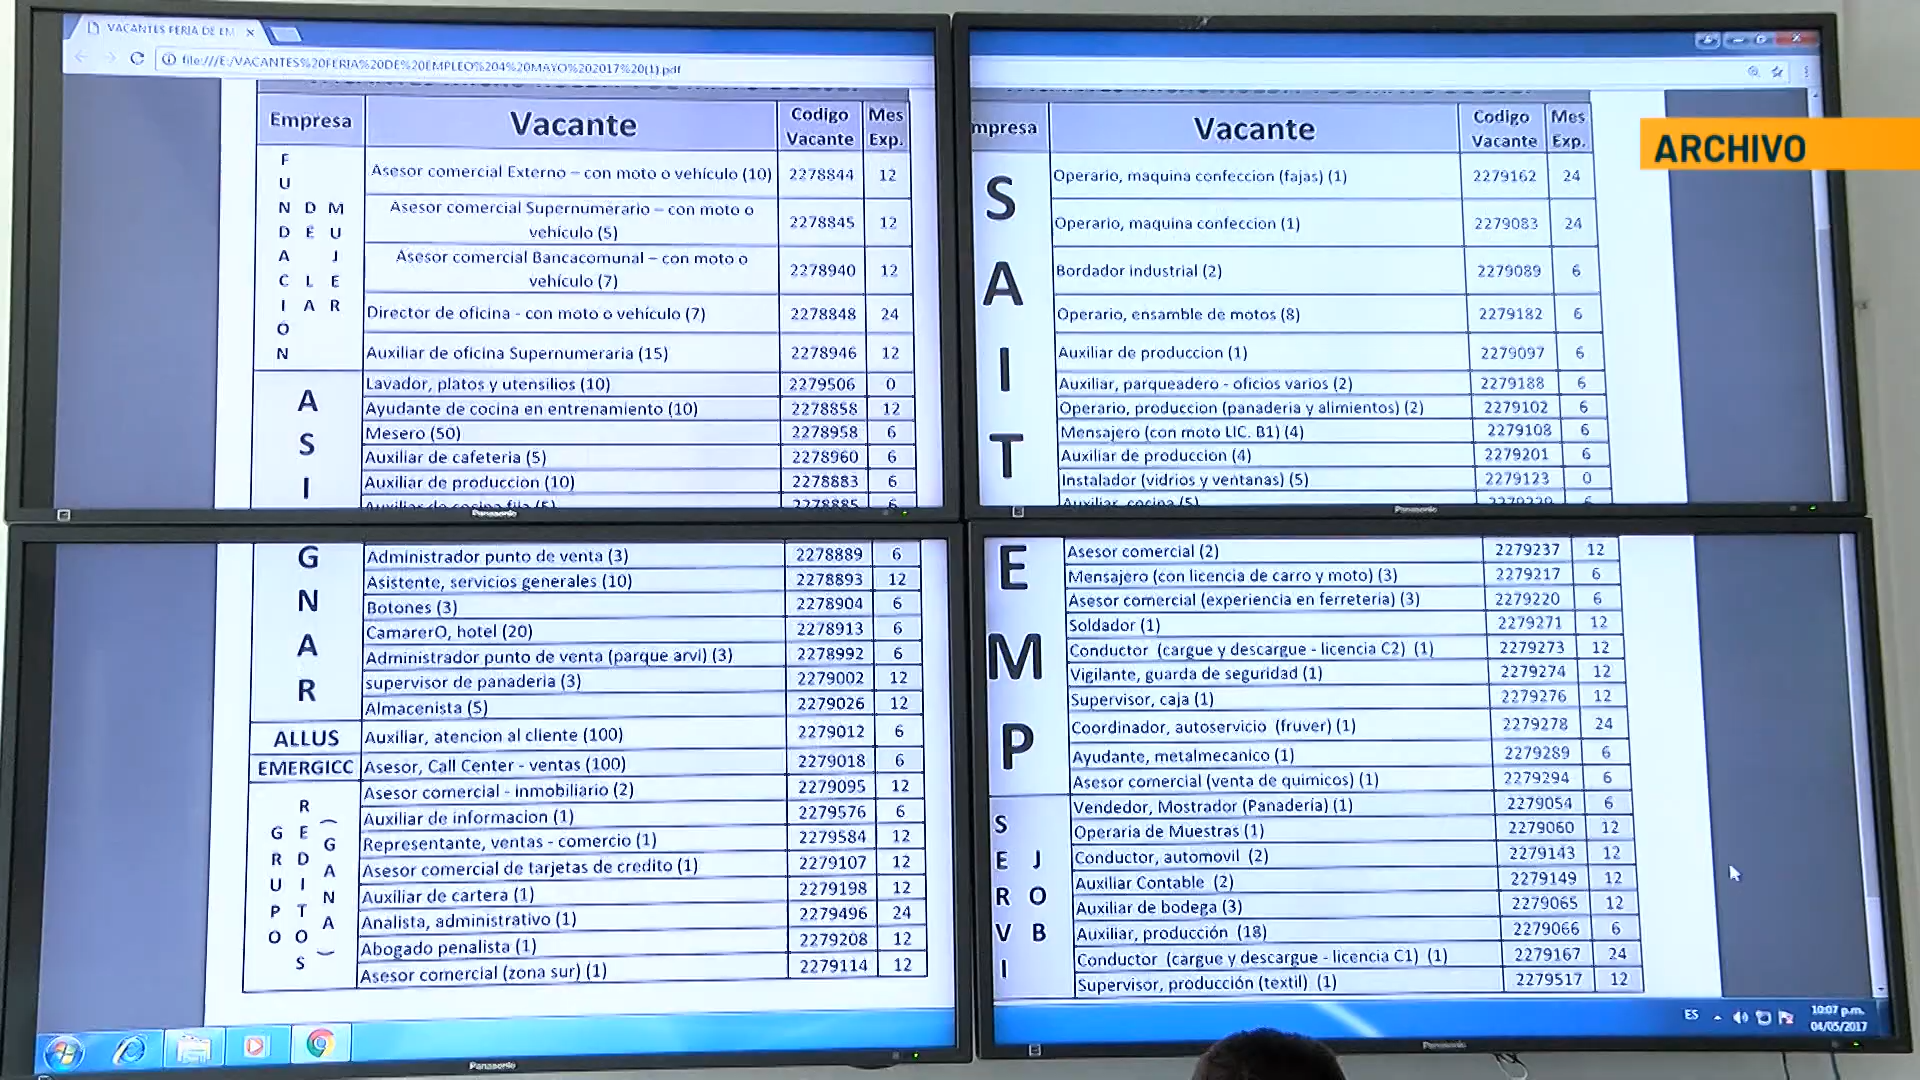 VACANTES FERIA DE EM
file:///E:/VACANTES%20FERIA%20DE%20EMPLEO%204%20MAYO%202017%20(1).pdf
ARCHIVO
Empresa Vacante Codigo Vacante Mes Exp.
FUNDACIÓN DE LA MUJER
Asesor comercial Externo – con moto o vehículo (10) 2278844 12
Asesor comercial Supernumerario – con moto o vehículo (5) 2278845 12
Asesor comercial Bancacomunal – con moto o vehículo (7) 2278940 12
Director de oficina - con moto o vehículo (7) 2278848 24
Auxiliar de oficina Supernumeraria (15) 2278946 12
ASIGNAR
Lavador, platos y utensilios (10) 2279506 0
Ayudante de cocina en entrenamiento (10) 2278858 12
Mesero (50) 2278958 6
Auxiliar de cafeteria (5) 2278960 6
Auxiliar de produccion (10) 2278883 6
Auxiliar de cocina fila (5) 2278885 6
Administrador punto de venta (3) 2278889 6
Asistente, servicios generales (10) 2278893 12
Botones (3) 2278904 6
CamarerO, hotel (20) 2278913 6
Administrador punto de venta (parque arvi) (3) 2278992 6
supervisor de panaderia (3) 2279002 12
Almacenista (5) 2279026 12
ALLUS Auxiliar, atencion al cliente (100) 2279012 6
EMERGICC Asesor, Call Center - ventas (100) 2279018 6
GRUPO REDITOS (GANA)
Asesor comercial - inmobiliario (2) 2279095 12
Auxiliar de informacion (1) 2279576 6
Representante, ventas - comercio (1) 2279584 12
Asesor comercial de tarjetas de credito (1) 2279107 12
Auxiliar de cartera (1) 2279198 12
Analista, administrativo (1) 2279496 24
Abogado penalista (1) 2279208 12
Asesor comercial (zona sur) (1) 2279114 12
Panasonic
Panasonic
mpresa Vacante Codigo Vacante Mes Exp.
SAITEMP
Operario, maquina confeccion (fajas) (1) 2279162 24
Operario, maquina confeccion (1) 2279083 24
Bordador industrial (2) 2279089 6
Operario, ensamble de motos (8) 2279182 6
Auxiliar de produccion (1) 2279097 6
Auxiliar, parqueadero - oficios varios (2) 2279188 6
Operario, produccion (panaderia y alimientos) (2) 2279102 6
Mensajero (con moto LIC. B1) (4) 2279108 6
Auxiliar de produccion (4) 2279201 6
Instalador (vidrios y ventanas) (5) 2279123 0
Auxiliar, cocina (5) 6
Asesor comercial (2) 2279237 12
Mensajero (con licencia de carro y moto) (3) 2279217 6
Asesor comercial (experiencia en ferreteria) (3) 2279220 6
Soldador (1) 2279271 12
Conductor (cargue y descargue - licencia C2) (1) 2279273 12
Vigilante, guarda de seguridad (1) 2279274 12
Supervisor, caja (1) 2279276 12
Coordinador, autoservicio (fruver) (1) 2279278 24
Ayudante, metalmecanico (1) 2279289 6
Asesor comercial (venta de quimicos) (1) 2279294 6
SERVI JOB
Vendedor, Mostrador (Panadería) (1) 2279054 6
Operaria de Muestras (1) 2279060 12
Conductor, automovil (2) 2279143 12
Auxiliar Contable (2) 2279149 12
Auxiliar de bodega (3) 2279065 12
Auxiliar, producción (18) 2279066 6
Conductor (cargue y descargue - licencia C1) (1) 2279167 24
Supervisor, producción (textil) (1) 2279517 12
ES
10:07 p.m.
04/05/2017
Panasonic
Panasonic